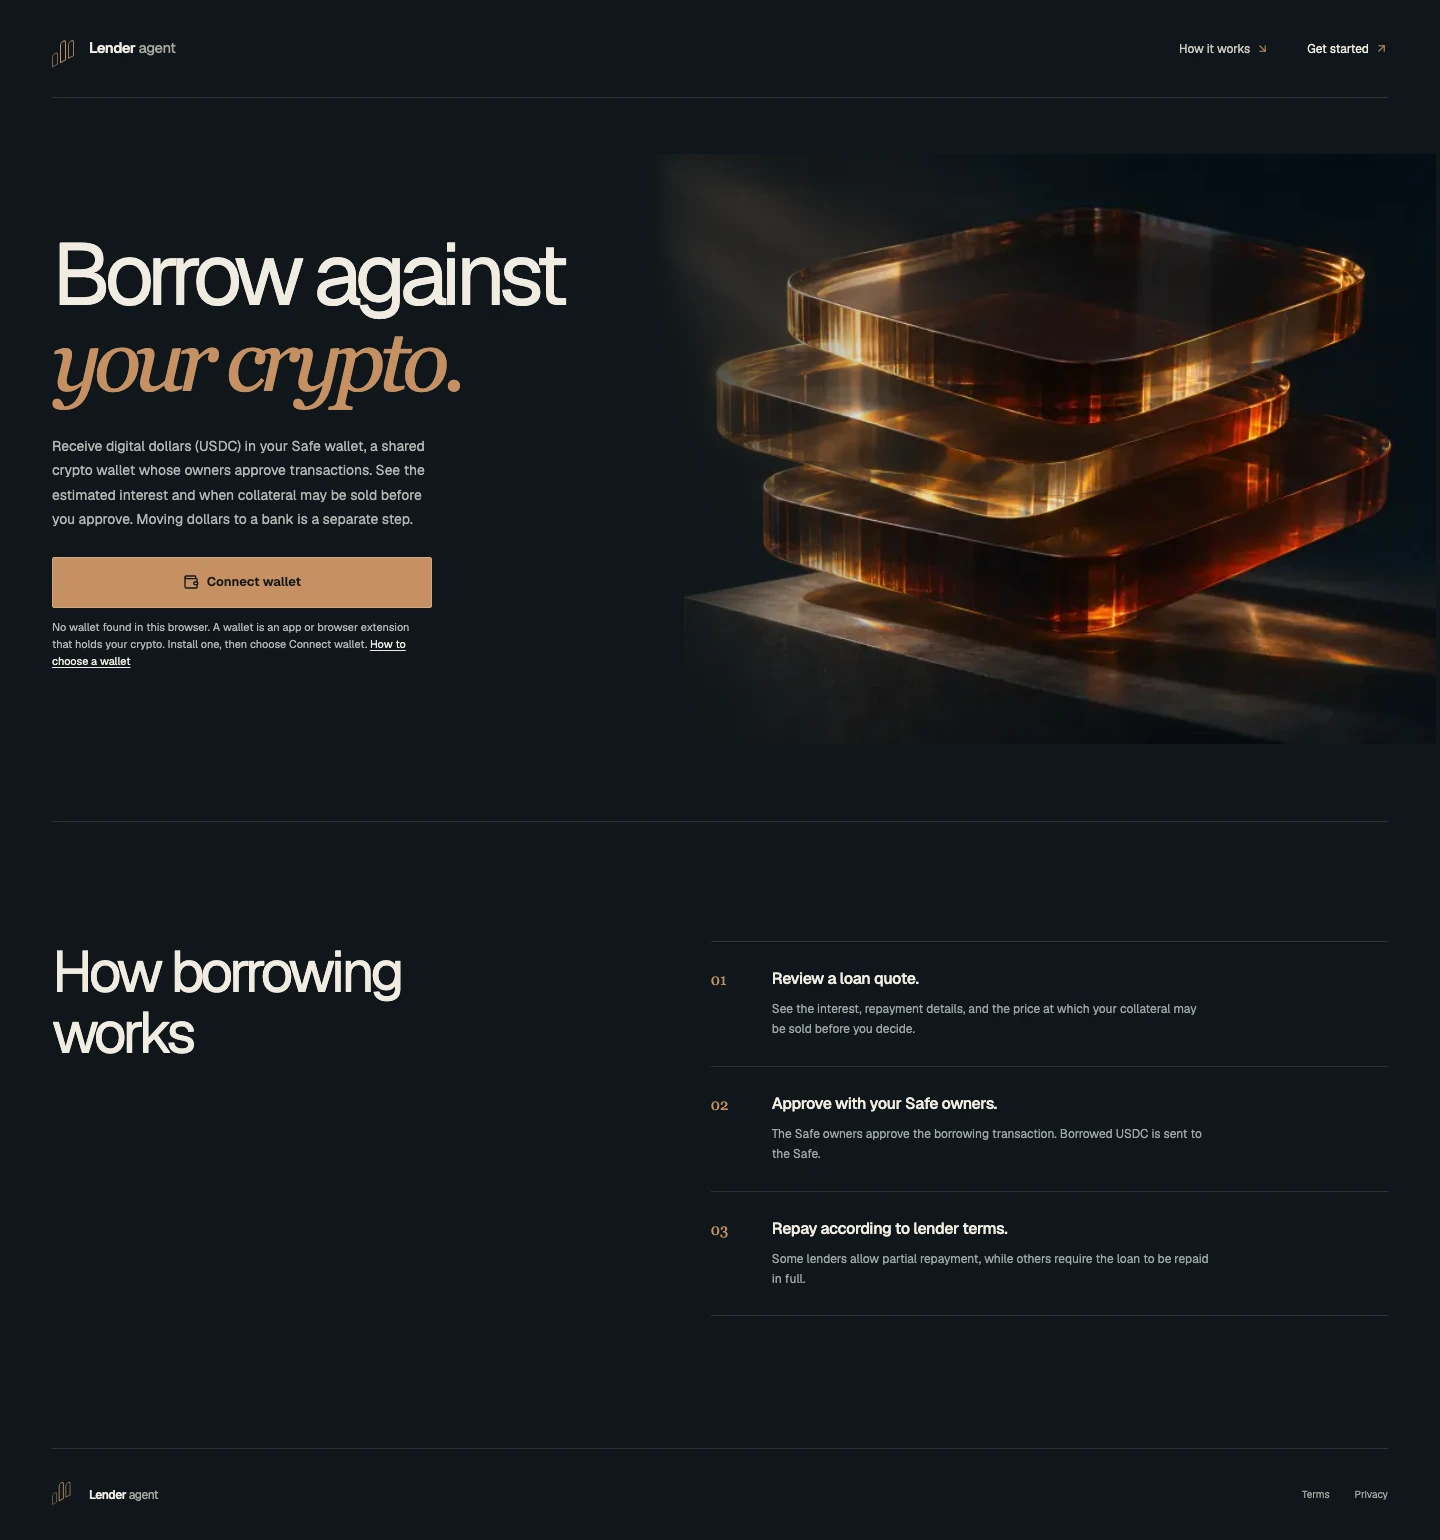 Lender agent
How it works
Get started
Borrow against
your crypto.
Receive digital dollars (USDC) in your Safe wallet, a shared
crypto wallet whose owners approve transactions. See the
estimated interest and when collateral may be sold before
you approve. Moving dollars to a bank is a separate step.
Connect wallet
No wallet found in this browser. A wallet is an app or browser extension
that holds your crypto. Install one, then choose Connect wallet. How to
choose a wallet
How borrowing
works
01
Review a loan quote.
See the interest, repayment details, and the price at which your collateral may
be sold before you decide.
02
Approve with your Safe owners.
The Safe owners approve the borrowing transaction. Borrowed USDC is sent to
the Safe.
03
Repay according to lender terms.
Some lenders allow partial repayment, while others require the loan to be repaid
in full.
Lender agent
Terms
Privacy